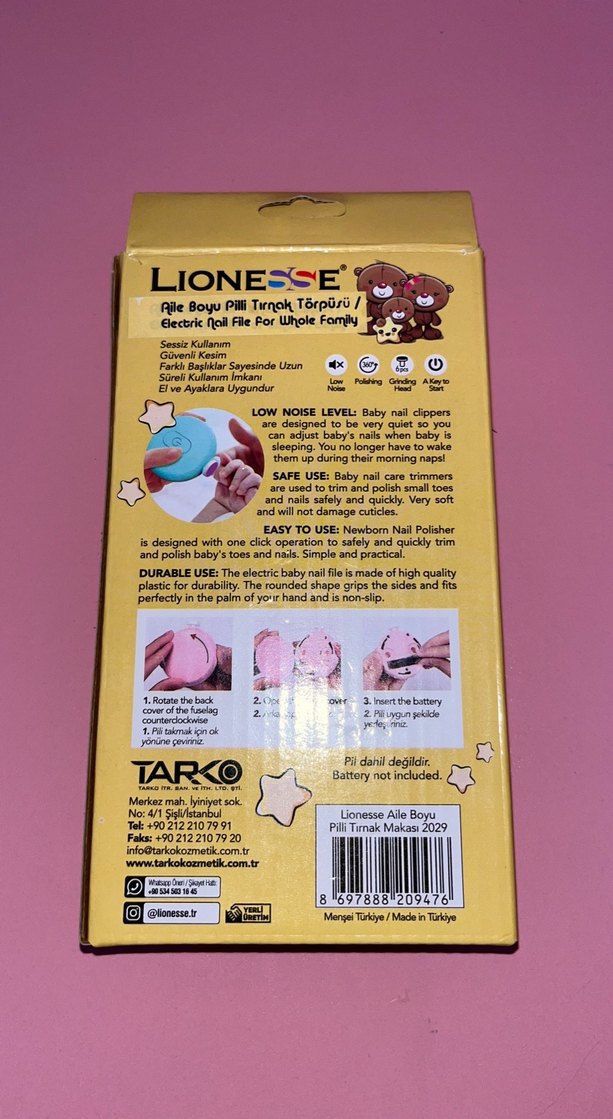 LIONESSE®
Aile Boyu Pilli Tırnak Törpüsü /
Electric Nail File For Whole Family
Sessiz Kullanım
Güvenli Kesim
Farklı Başlıklar Sayesinde Uzun
Süreli Kullanım İmkanı
El ve Ayaklara Uygundur
Low
Noise
360°
Polishing
6 pcs
Grinding
Head
A Key to
Start
LOW NOISE LEVEL: Baby nail clippers
are designed to be very quiet so you
can adjust baby's nails when baby is
sleeping. You no longer have to wake
them up during their morning naps!
SAFE USE: Baby nail care trimmers
are used to trim and polish small toes
and nails safely and quickly. Very soft
and will not damage cuticles.
EASY TO USE: Newborn Nail Polisher
is designed with one click operation to safely and quickly trim
and polish baby's toes and nails. Simple and practical.
DURABLE USE: The electric baby nail file is made of high quality
plastic for durability. The rounded shape grips the sides and fits
perfectly in the palm of your hand and is non-slip.
1. Rotate the back
cover of the fuselag
counterclockwise
1. Pili takmak için ok
yönüne çeviriniz.
2. cover
2.
3. Insert the battery
2. Pili uygun şekilde
yerleştiriniz.
TARKO
TARKO ITR. SAN. VE İTH. LTD. ŞTİ.
Merkez mah. İyiniyet sok.
No: 4/1 Şişli/İstanbul
Tel: +90 212 210 79 91
Faks: +90 212 210 79 20
info@tarkokozmetik.com.tr
www.tarkokozmetik.com.tr
Whatsapp Öneri / Şikayet Hattı:
+90 534 503 16 45
@lionesse.tr
YERLİ
ÜRETİM
Pil dahil değildir.
Battery not included.
Lionesse Aile Boyu
Pilli Tırnak Makası 2029
8 697888 209476
Menşei Türkiye / Made in Türkiye